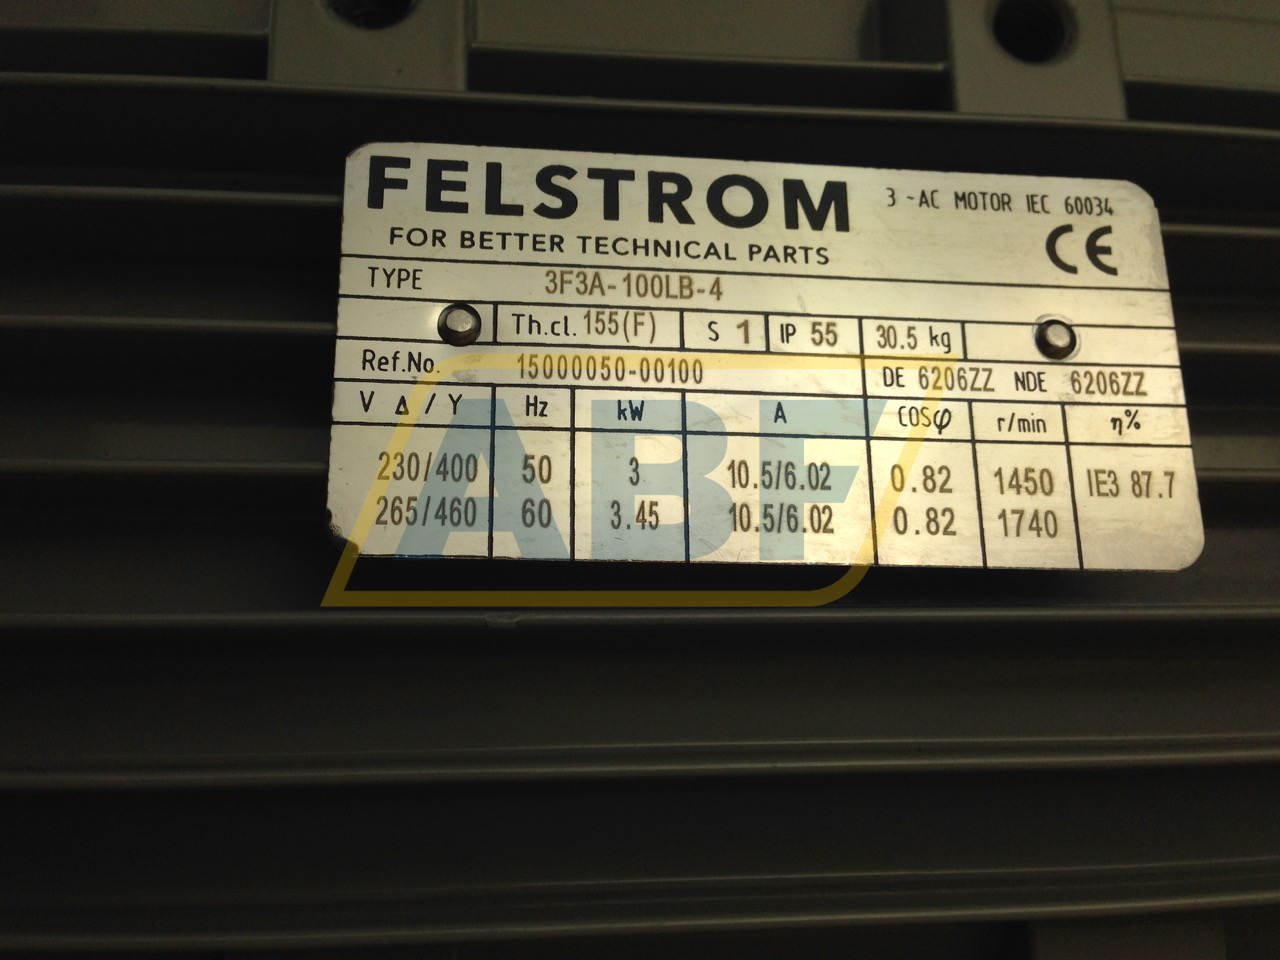 FELSTROM
3 ~AC MOTOR IEC 60034
FOR BETTER TECHNICAL PARTS
CE
TYPE 3F3A-100LB-4
Th.cl. 155(F) S 1 IP 55 30.5 kg
Ref.No. 15000050-00100 DE 6206ZZ NDE 6206ZZ
V Δ / Y Hz kW A COSφ r/min η%
230/400 50 3 10.5/6.02 0.82 1450 IE3 87.7
265/460 60 3.45 10.5/6.02 0.82 1740
ABF